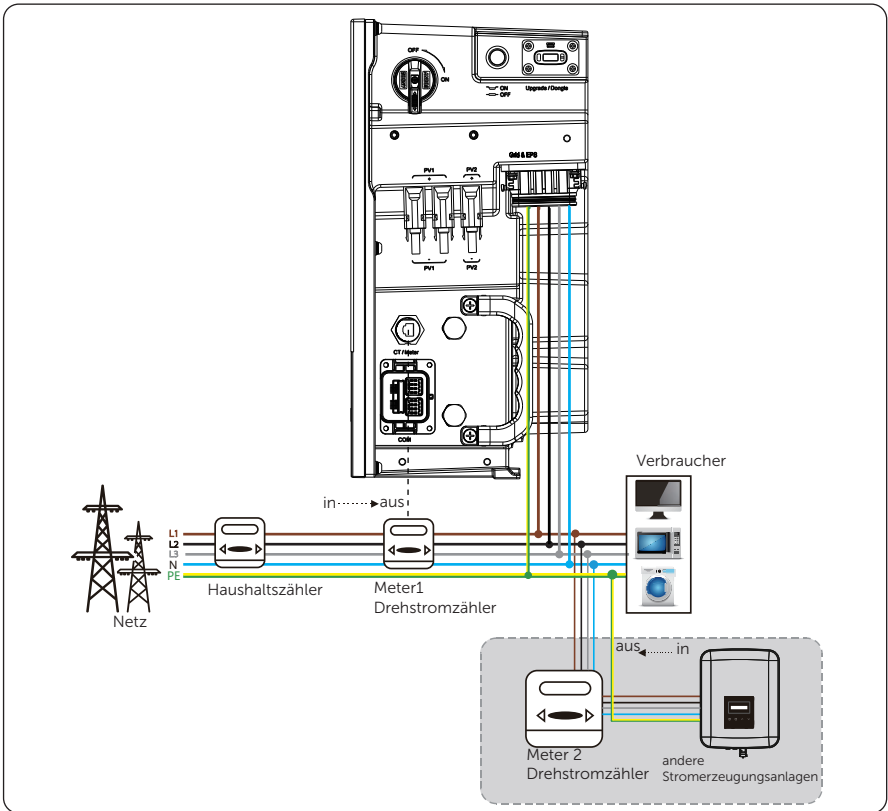 OFF
ON
ON
OFF
Upgrade / Dongle
Grid & EPS
PV1
PV2
+
+
-
-
PV1
PV2
CT / Meter
COM
Verbraucher
in aus
L1
L2
L3
N
PE
Netz
Haushaltszähler
Meter1
Drehstromzähler
aus in
Meter 2
Drehstromzähler
andere
Stromerzeugungsanlagen